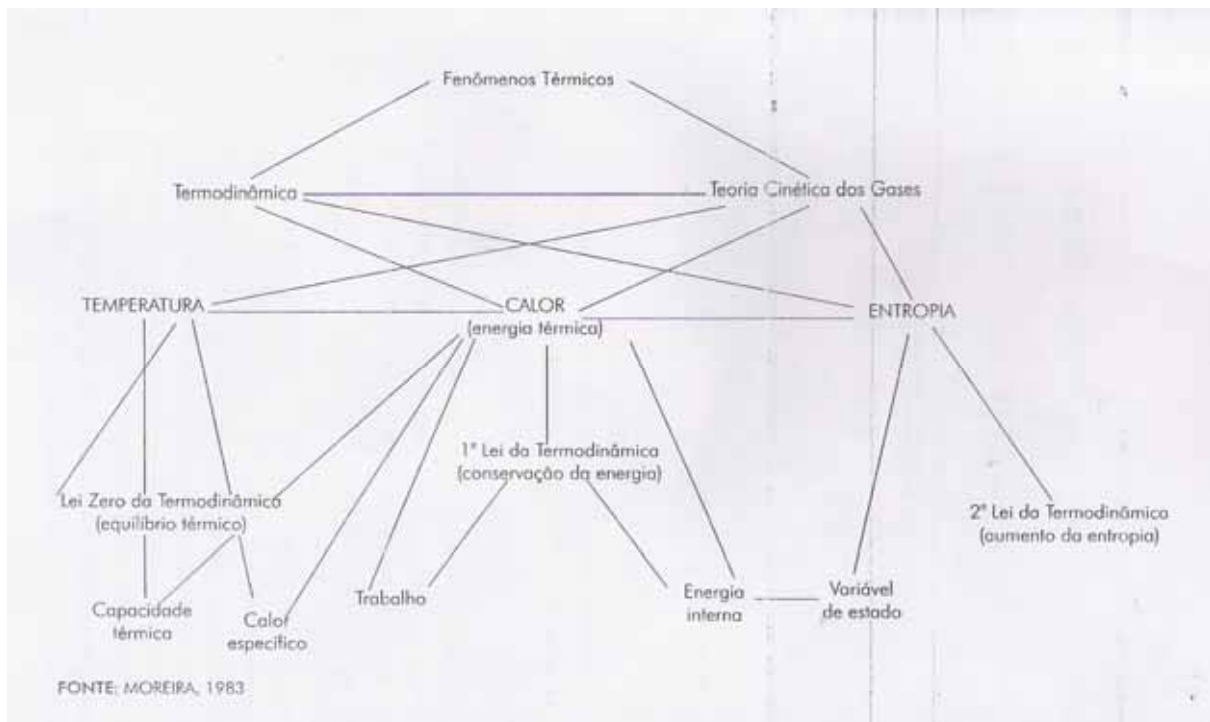 Fenômenos Térmicos
Termodinâmica
Teoria Cinética dos Gases
TEMPERATURA
CALOR
(energia térmica)
ENTROPIA
1ª Lei da Termodinâmica
(conservação da energia)
Lei Zero da Termodinâmica
(equilíbrio térmico)
2ª Lei da Termodinâmica
(aumento da entropia)
Capacidade
térmica
Calor
específico
Trabalho
Energia
interna
Variável
de estado
FONTE: MOREIRA, 1983